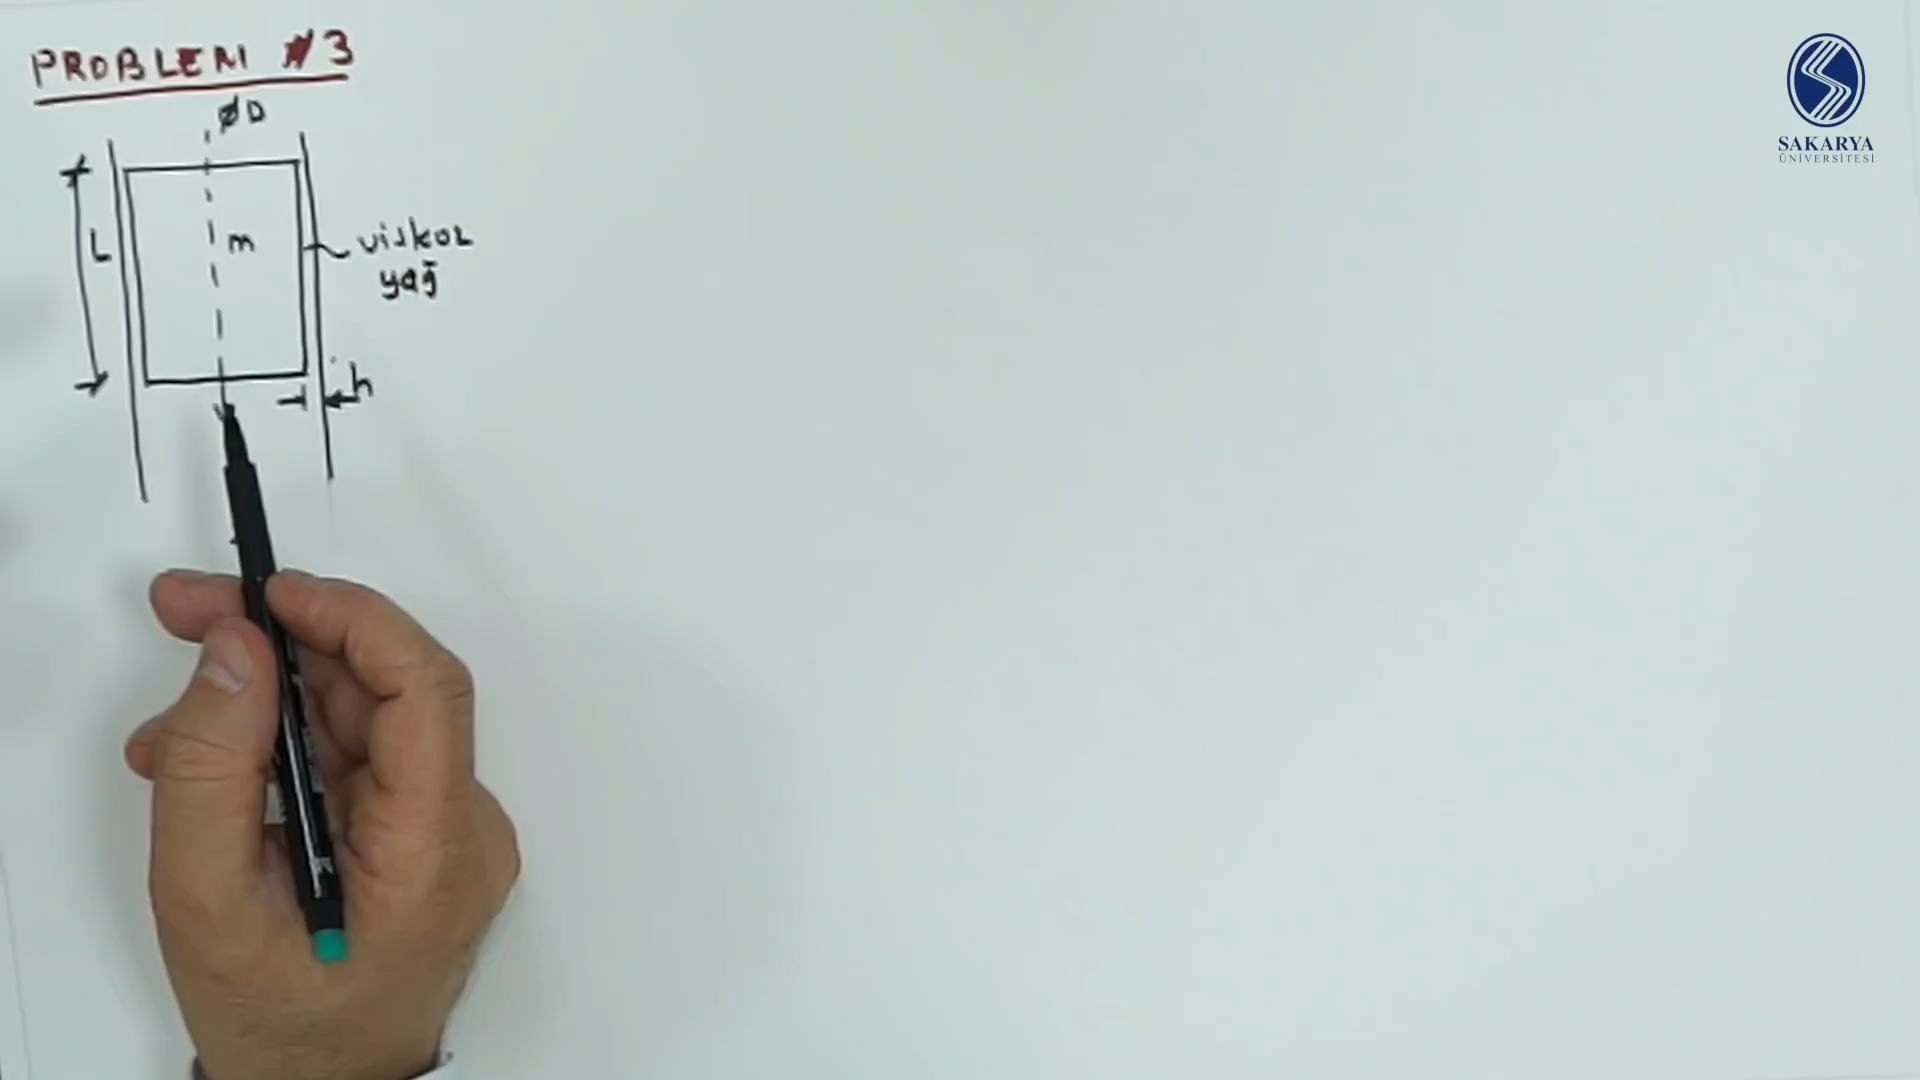 PROBLEM #3
ØD
L
m
viskoz
yağ
h
SAKARYA
ÜNİVERSİTESİ